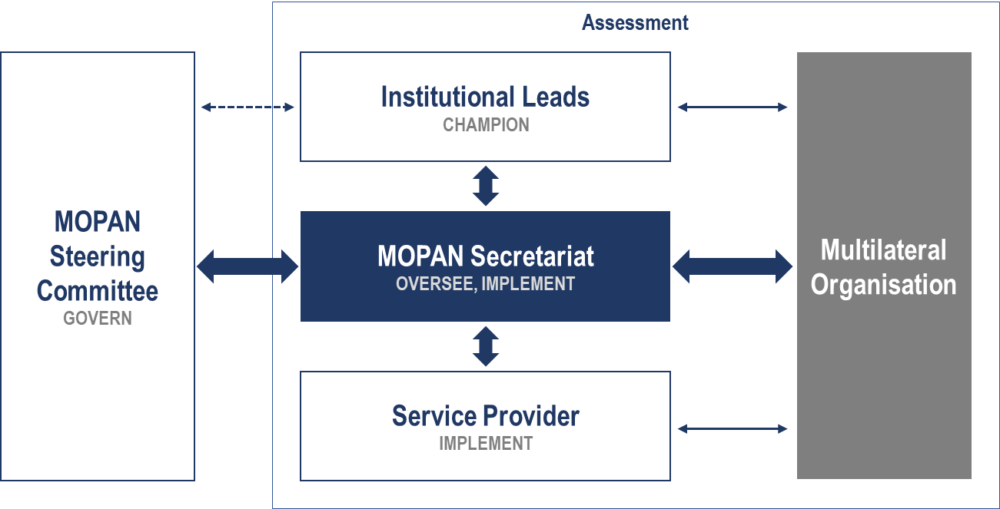 Assessment
MOPAN
Steering
Committee
GOVERN
Institutional Leads
CHAMPION
MOPAN Secretariat
OVERSEE, IMPLEMENT
Service Provider
IMPLEMENT
Multilateral
Organisation